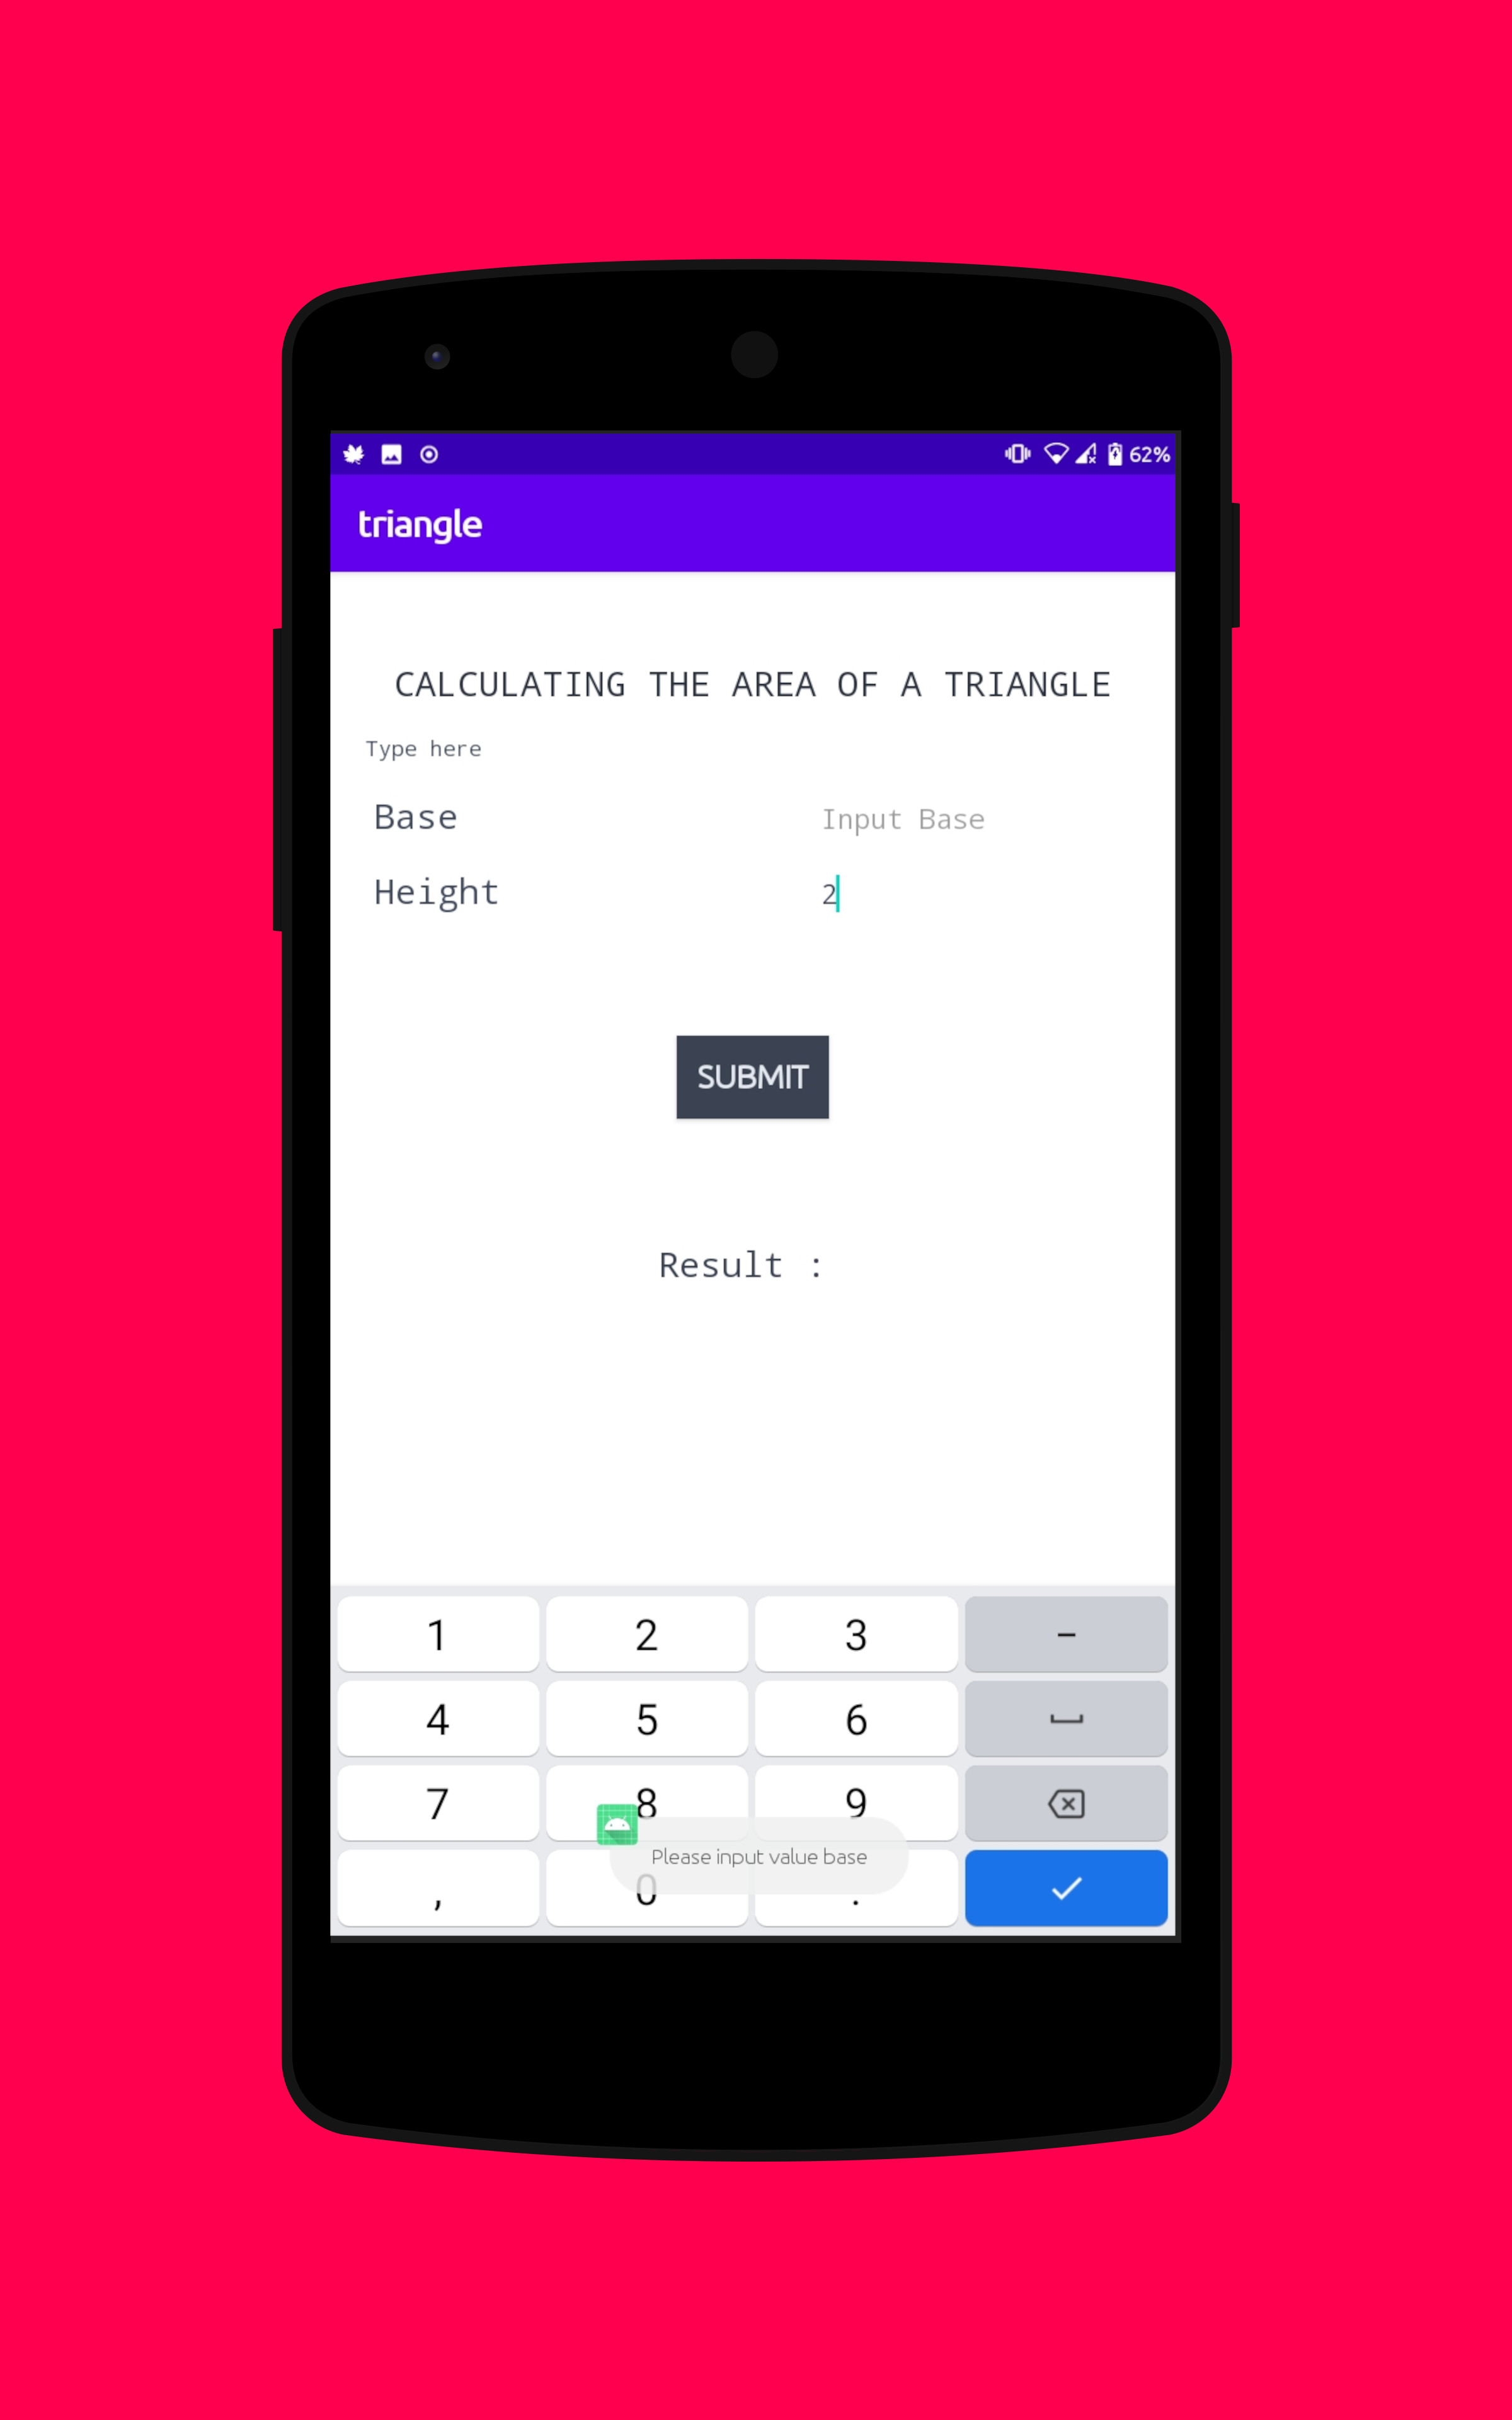 62%
triangle
CALCULATING THE AREA OF A TRIANGLE
Type here
Base Input Base
Height 2
SUBMIT
Result :
1 2 3 –
4 5 6
7 8 9
Please input value base
, 0 .